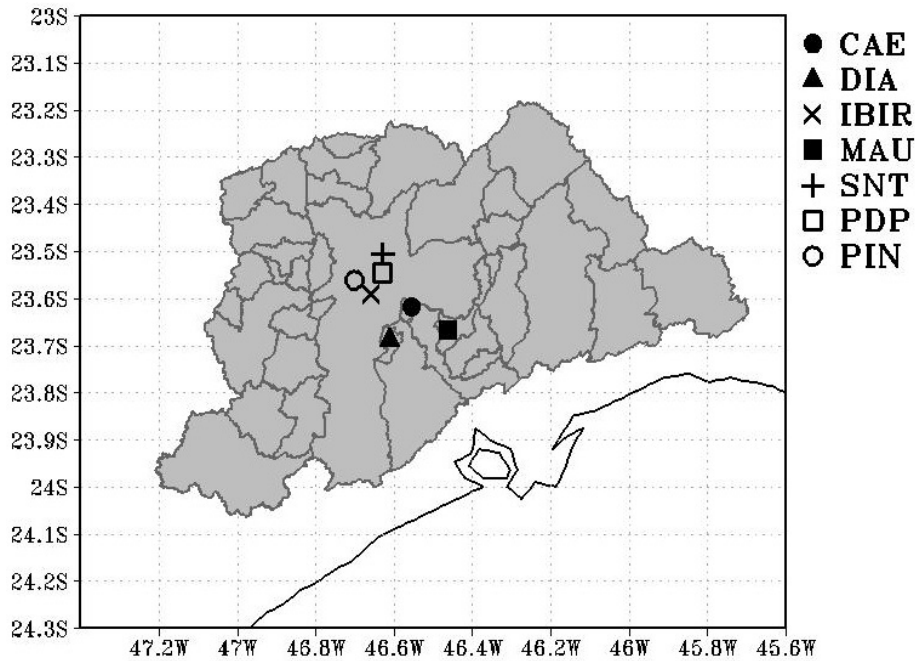 23S
23.1S
23.2S
23.3S
23.4S
23.5S
23.6S
23.7S
23.8S
23.9S
24S
24.1S
24.2S
24.3S
47.2W 47W 46.8W 46.6W 46.4W 46.2W 46W 45.8W 45.6W
CAE
DIA
IBIR
MAU
SNT
PDP
PIN